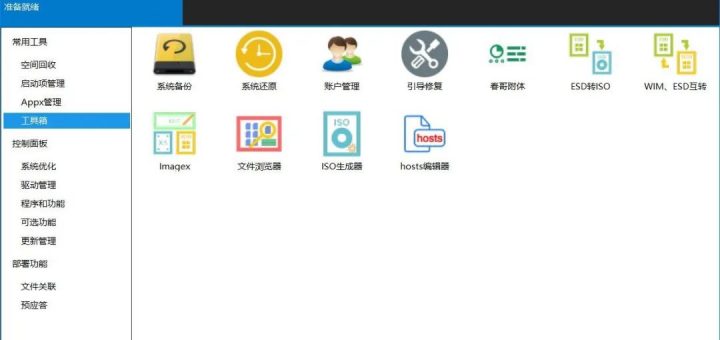 准备就绪
常用工具
空间回收
启动项管理
Appx管理
工具箱
控制面板
系统优化
驱动管理
程序和功能
可选功能
更新管理
部署功能
文件关联
预应答
系统备份 系统还原 账户管理 引导修复 春哥附体 ESD转ISO WIM、ESD互转
ISO
hosts
Imagex 文件浏览器 ISO生成器 hosts编辑器